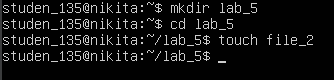 studen_135@nikita:~$ mkdir lab_5
studen_135@nikita:~$ cd lab_5
studen_135@nikita:~/lab_5$ touch file_2
studen_135@nikita:~/lab_5$ _